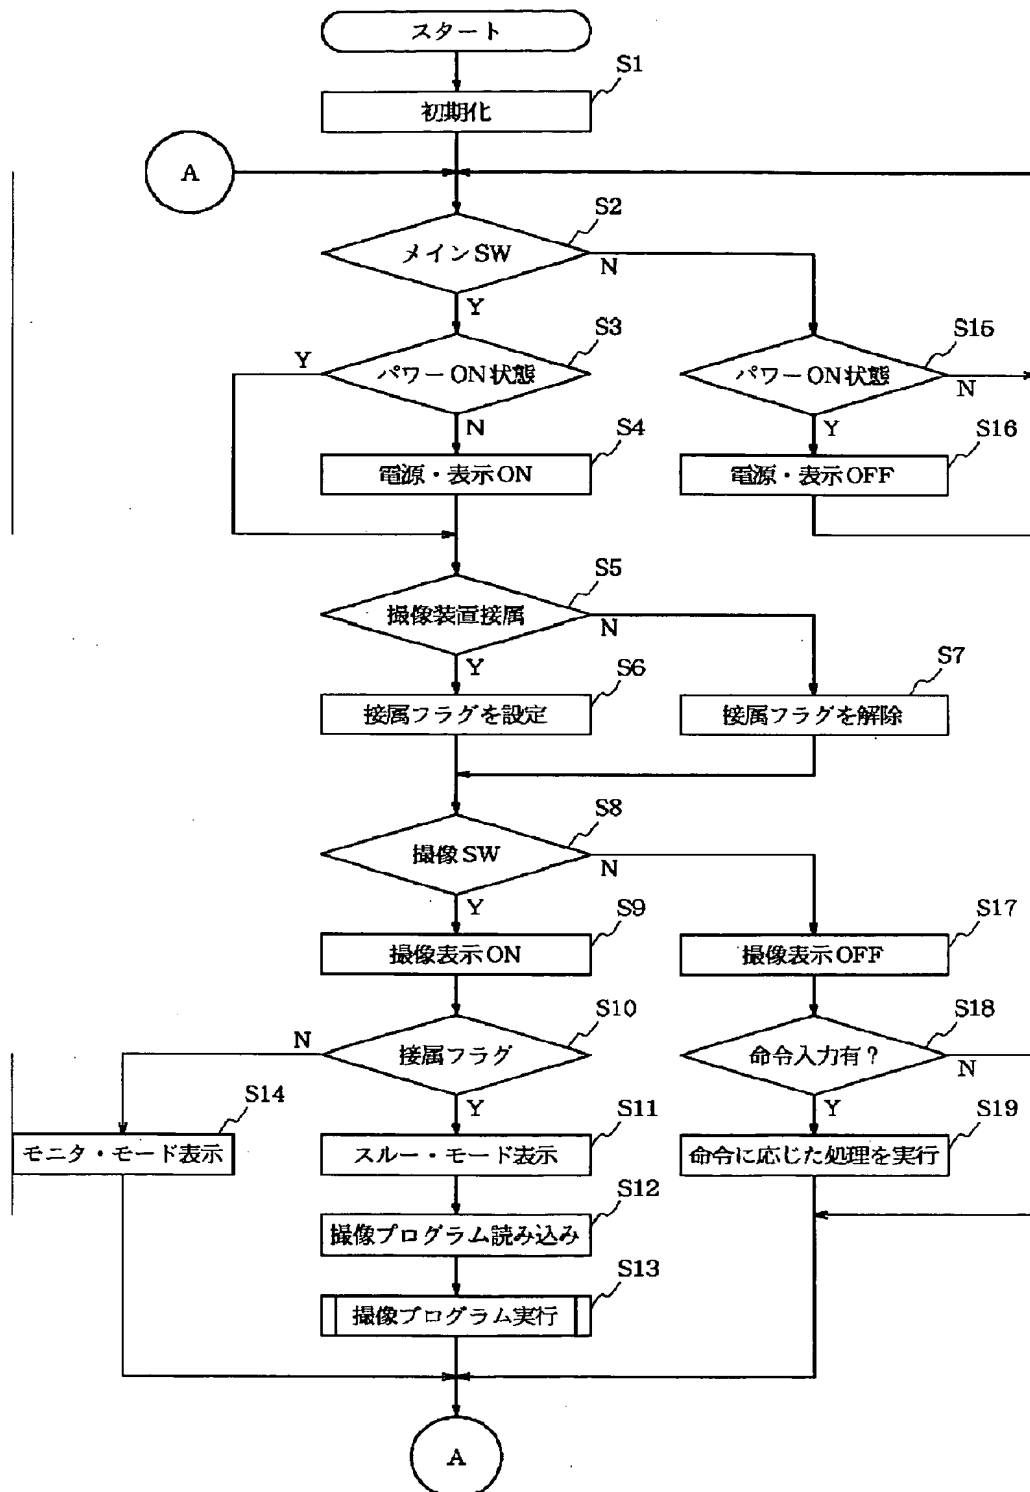 スタート
S1
初期化
A
S2
メインSW
N
Y
S3
パワーON状態
Y
N
S15
パワーON状態
N
Y
S4
電源・表示ON
S16
電源・表示OFF
S5
撮像装置接属
N
Y
S6
接属フラグを設定
S7
接属フラグを解除
S8
撮像SW
N
Y
S9
撮像表示ON
S17
撮像表示OFF
S10
接属フラグ
N
Y
S18
命令入力有?
N
Y
S14
モニタ・モード表示
S11
スルー・モード表示
S19
命令に応じた処理を実行
S12
撮像プログラム読み込み
S13
撮像プログラム実行
A